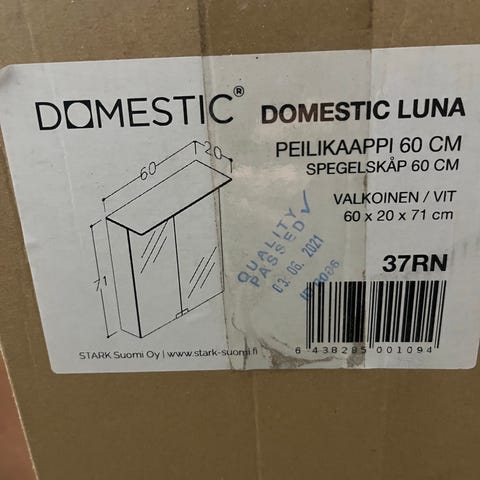 DOMESTIC®
DOMESTIC LUNA
PEILIKAAPPI 60 CM
SPEGELSKÅP 60 CM
VALKOINEN / VIT
60 x 20 x 71 cm
60
20
71
QUALITY
PASSED
03. 06. 2021
37RN
STARK Suomi Oy | www.stark-suomi.fi
6 438285 001094